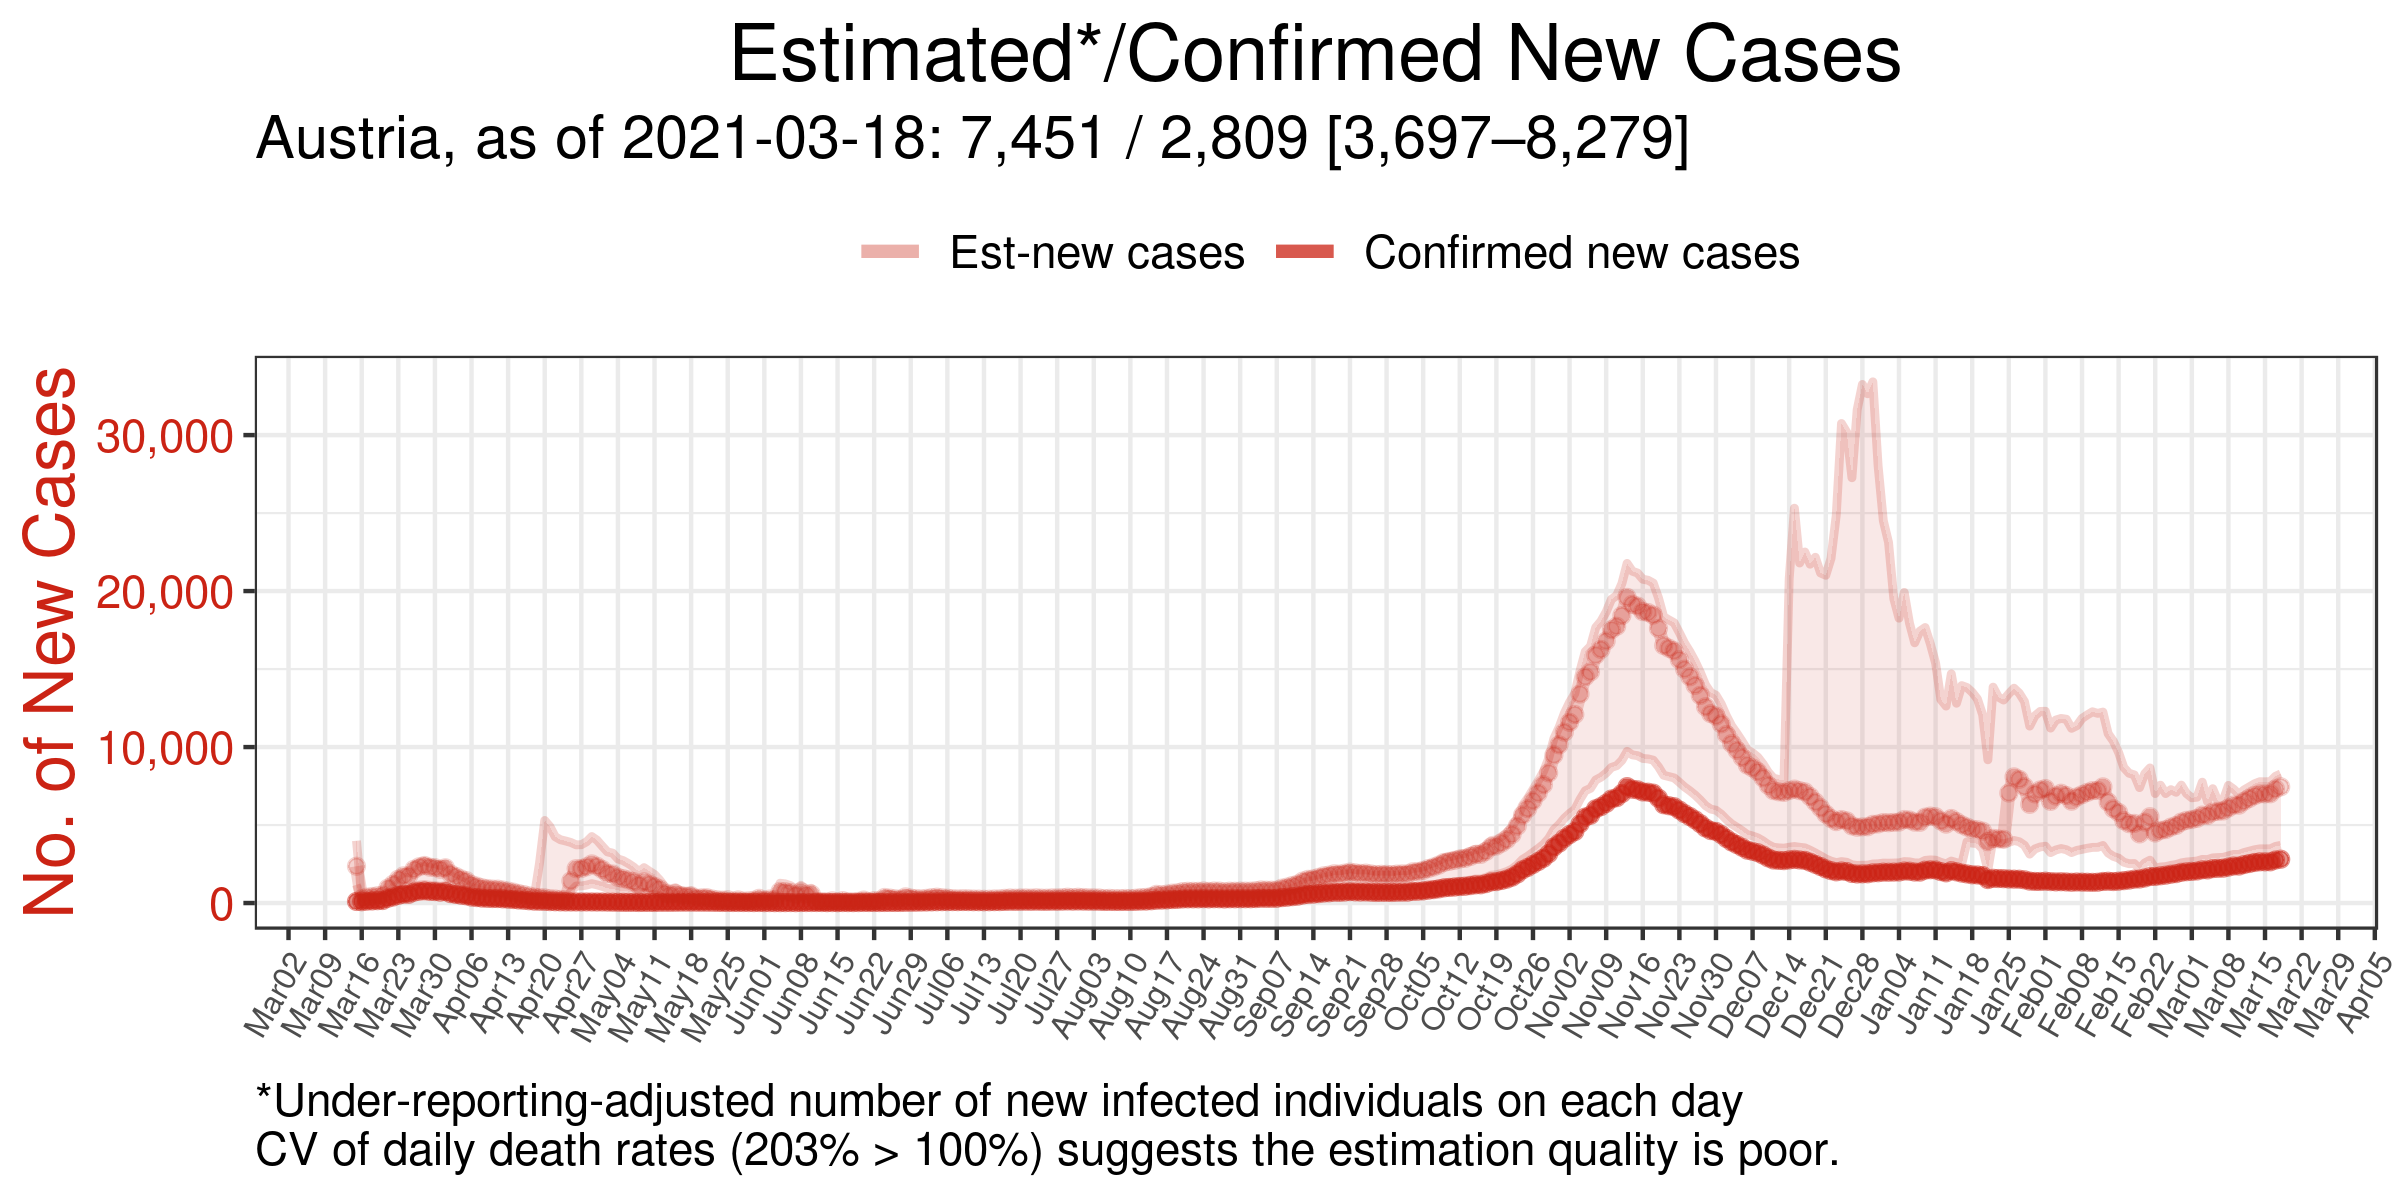 Estimated*/Confirmed New Cases
Austria, as of 2021-03-18: 7,451 / 2,809 [3,697–8,279]
Est-new cases Confirmed new cases
No. of New Cases
30,000
20,000
10,000
0
Mar02 Mar09 Mar16 Mar23 Mar30 Apr06 Apr13 Apr20 Apr27 May04 May11 May18 May25 Jun01 Jun08 Jun15 Jun22 Jun29 Jul06 Jul13 Jul20 Jul27 Aug03 Aug10 Aug17 Aug24 Aug31 Sep07 Sep14 Sep21 Sep28 Oct05 Oct12 Oct19 Oct26 Nov02 Nov09 Nov16 Nov23 Nov30 Dec07 Dec14 Dec21 Dec28 Jan04 Jan11 Jan18 Jan25 Feb01 Feb08 Feb15 Feb22 Mar01 Mar08 Mar15 Mar22 Mar29 Apr05
*Under-reporting-adjusted number of new infected individuals on each day
CV of daily death rates (203% > 100%) suggests the estimation quality is poor.